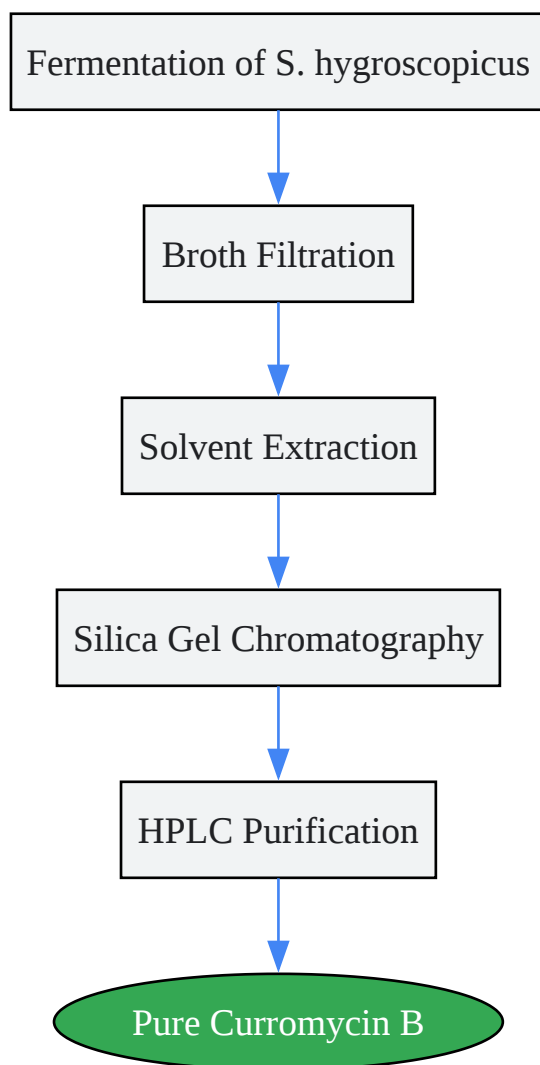 Fermentation of S. hygroscopicus
Broth Filtration
Solvent Extraction
Silica Gel Chromatography
HPLC Purification
Pure Curromycin B